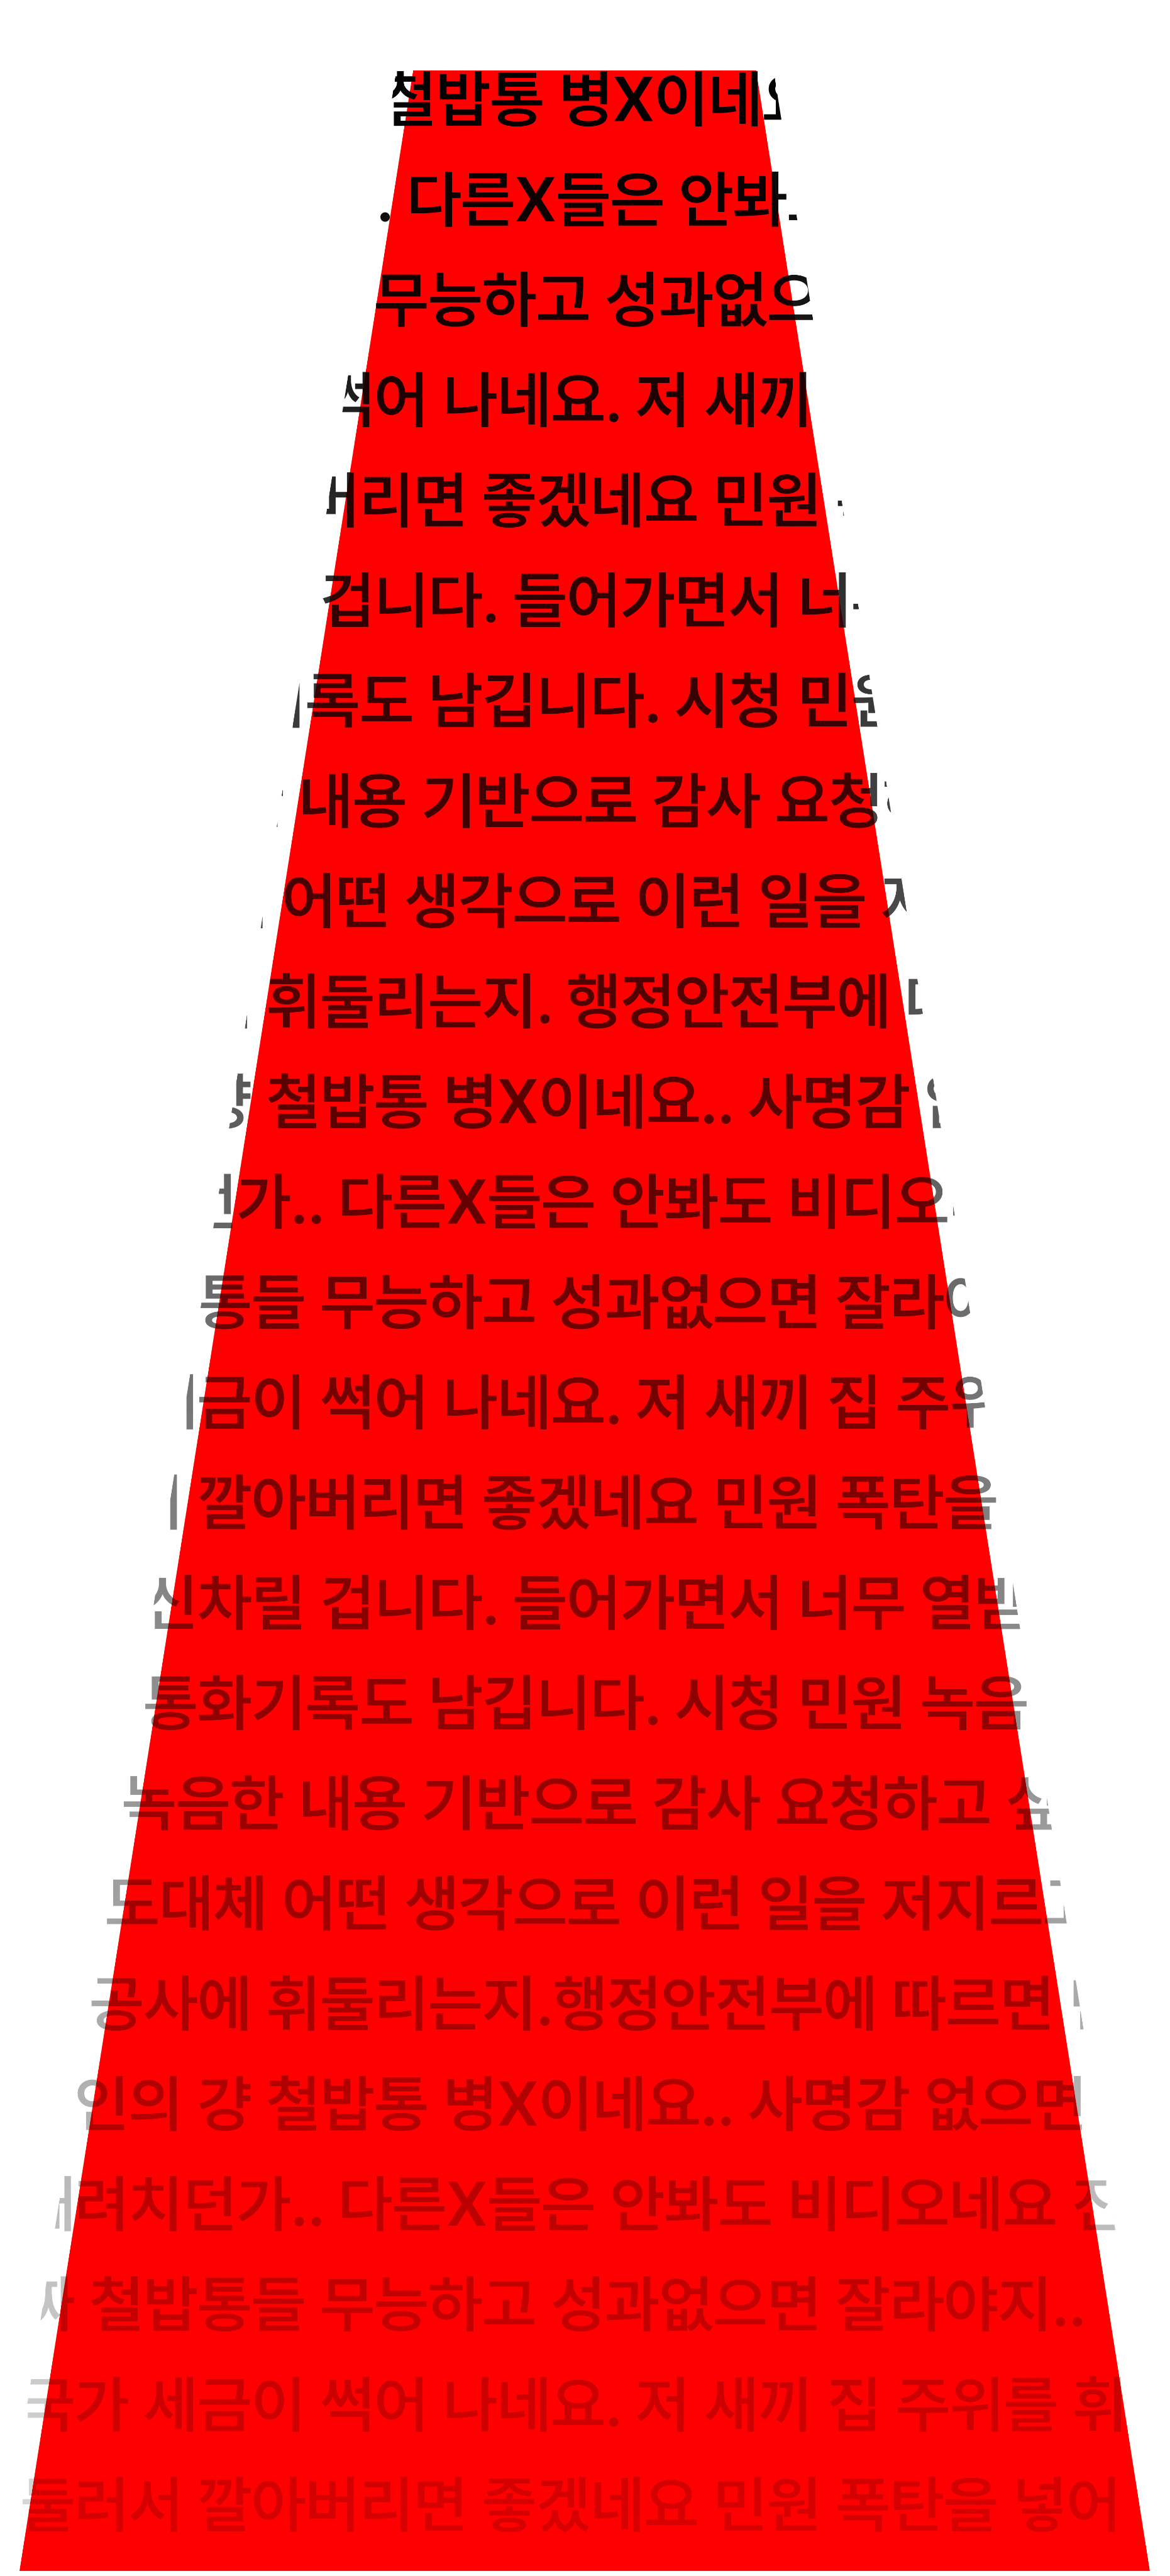 철밥통 병X이네요
. 다른X들은 안봐
무능하고 성과없으
썩어 나네요. 저 새끼
버리면 좋겠네요 민원
겁니다. 들어가면서 너
록도 남깁니다. 시청 민원
내용 기반으로 감사 요청
어떤 생각으로 이런 일을
휘둘리는지. 행정안전부에
걍 철밥통 병X이네요.. 사명감
가.. 다른X들은 안봐도 비디오
통들 무능하고 성과없으면 잘라야
금이 썩어 나네요. 저 새끼 집 주위
깔아버리면 좋겠네요 민원 폭탄을
신차릴 겁니다. 들어가면서 너무 열받
통화기록도 남깁니다. 시청 민원 녹음
녹음한 내용 기반으로 감사 요청하고 싶
도대체 어떤 생각으로 이런 일을 저지르고
공사에 휘둘리는지.행정안전부에 따르면
인의 걍 철밥통 병X이네요.. 사명감 없으면
려치던가.. 다른X들은 안봐도 비디오네요
철밥통들 무능하고 성과없으면 잘라야지..
국가 세금이 썩어 나네요. 저 새끼 집 주위를 휘
둘러서 깔아버리면 좋겠네요 민원 폭탄을 넣어